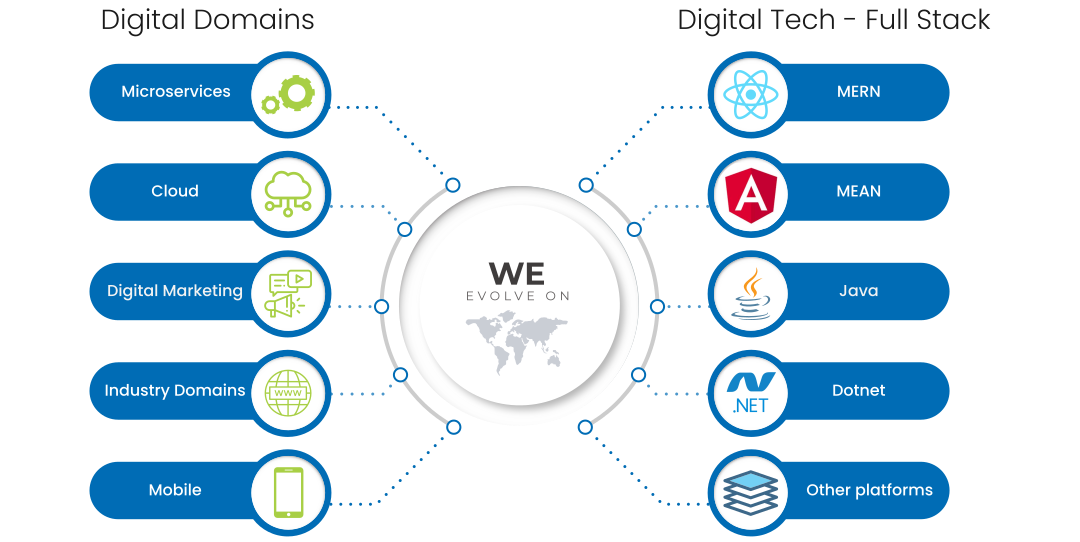 Digital Domains
Microservices
Cloud
Digital Marketing
Industry Domains
WWW
Mobile
WE
EVOLVE ON
Digital Tech - Full Stack
MERN
A
MEAN
Java
.NET
Dotnet
Other platforms